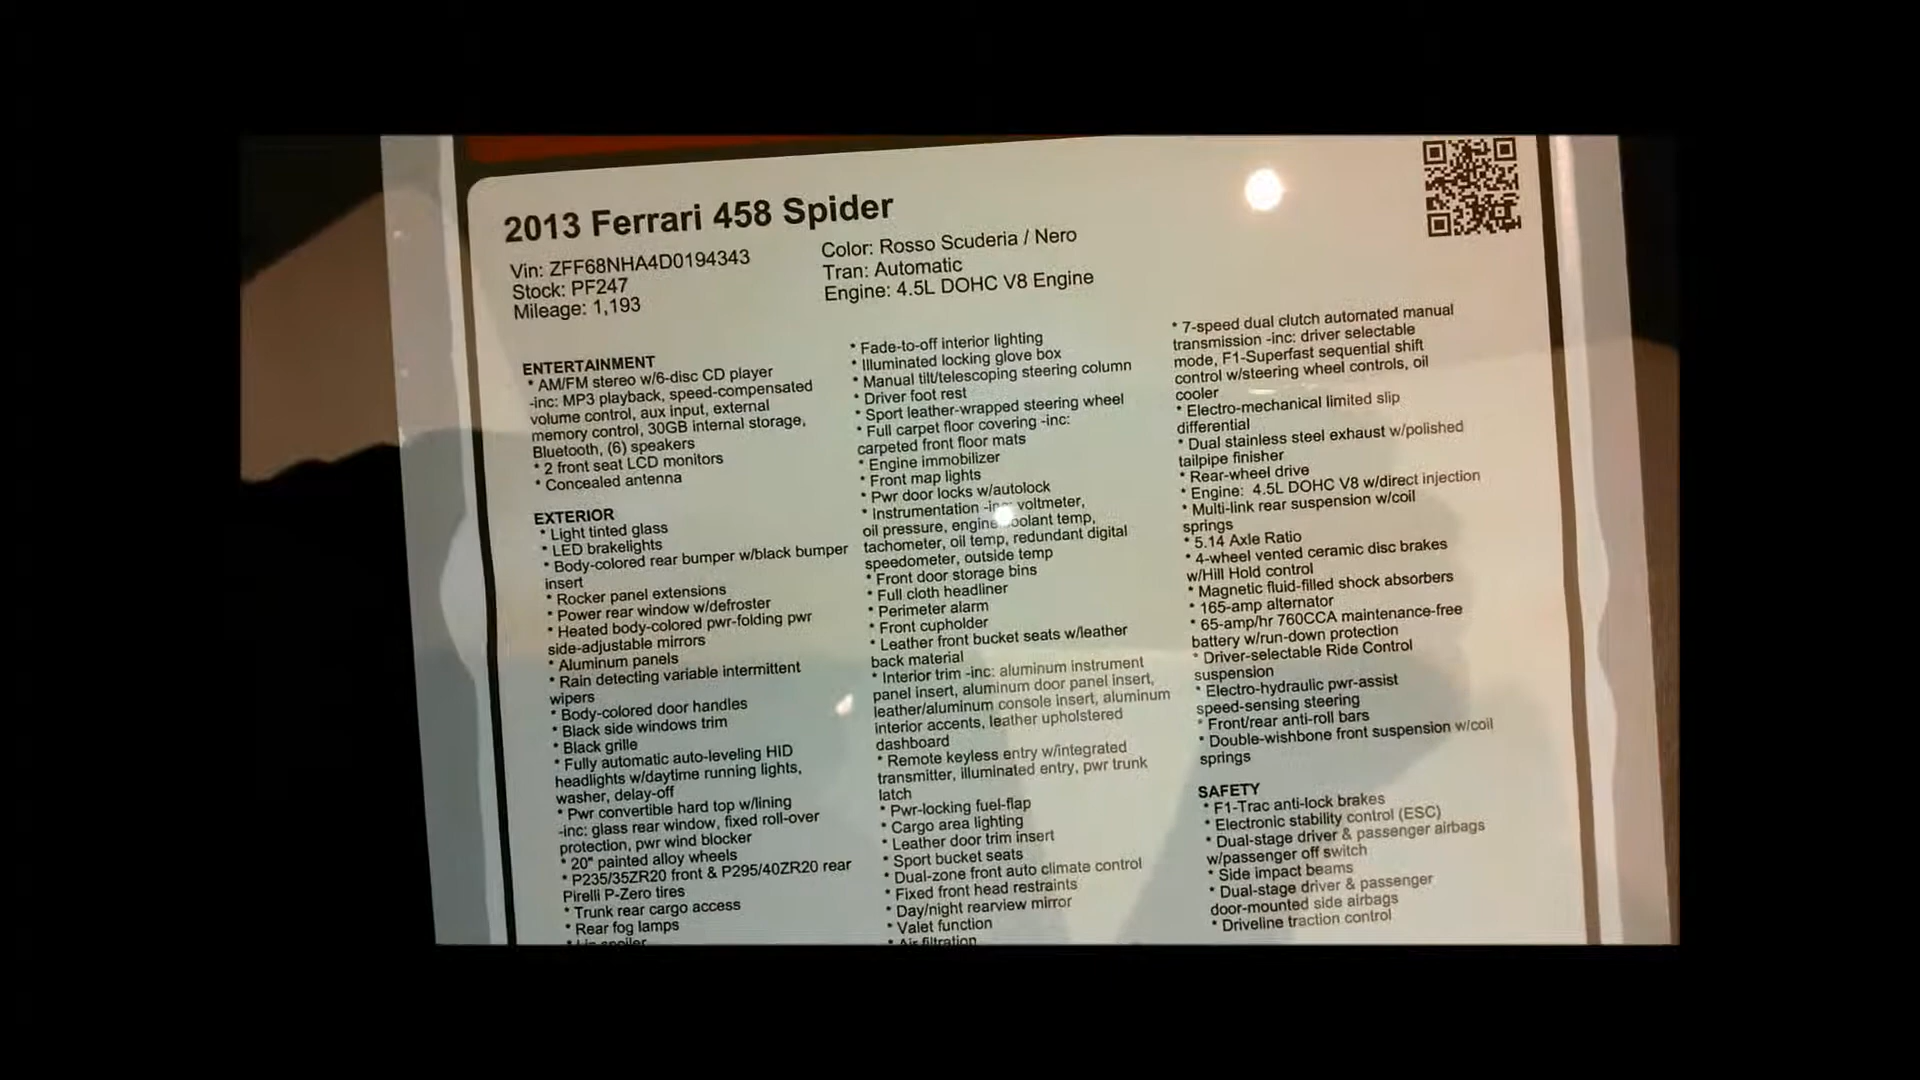 2013 Ferrari 458 Spider
Vin: ZFF68NHA4D0194343
Stock: PF247
Mileage: 1,193
Color: Rosso Scuderia / Nero
Tran: Automatic
Engine: 4.5L DOHC V8 Engine
ENTERTAINMENT
* AM/FM stereo w/6-disc CD player
-inc: MP3 playback, speed-compensated
volume control, aux input, external
memory control, 30GB internal storage,
Bluetooth, (6) speakers
* 2 front seat LCD monitors
* Concealed antenna
EXTERIOR
* Light tinted glass
* LED brakelights
* Body-colored rear bumper w/black bumper
insert
* Rocker panel extensions
* Power rear window w/defroster
* Heated body-colored pwr-folding pwr
side-adjustable mirrors
* Aluminum panels
* Rain detecting variable intermittent
wipers
* Body-colored door handles
* Black side windows trim
* Black grille
* Fully automatic auto-leveling HID
headlights w/daytime running lights,
washer, delay-off
* Pwr convertible hard top w/lining
-inc: glass rear window, fixed roll-over
protection, pwr wind blocker
* 20" painted alloy wheels
* P235/35ZR20 front & P295/40ZR20 rear
Pirelli P-Zero tires
* Trunk rear cargo access
* Rear fog lamps
* Lip spoiler
* Fade-to-off interior lighting
* Illuminated locking glove box
* Manual tilt/telescoping steering column
* Driver foot rest
* Sport leather-wrapped steering wheel
* Full carpet floor covering -inc:
carpeted front floor mats
* Engine immobilizer
* Front map lights
* Pwr door locks w/autolock
* Instrumentation -inc: voltmeter,
oil pressure, engine coolant temp,
tachometer, oil temp, redundant digital
speedometer, outside temp
* Front door storage bins
* Full cloth headliner
* Perimeter alarm
* Front cupholder
* Leather front bucket seats w/leather
back material
* Interior trim -inc: aluminum instrument
panel insert, aluminum door panel insert,
leather/aluminum console insert, aluminum
interior accents, leather upholstered
dashboard
* Remote keyless entry w/integrated
transmitter, illuminated entry, pwr trunk
latch
* Pwr-locking fuel-flap
* Cargo area lighting
* Leather door trim insert
* Sport bucket seats
* Dual-zone front auto climate control
* Fixed front head restraints
* Day/night rearview mirror
* Valet function
* Air filtration
* 7-speed dual clutch automated manual
transmission -inc: driver selectable
mode, F1-Superfast sequential shift
control w/steering wheel controls, oil
cooler
* Electro-mechanical limited slip
differential
* Dual stainless steel exhaust w/polished
tailpipe finisher
* Rear-wheel drive
* Engine: 4.5L DOHC V8 w/direct injection
* Multi-link rear suspension w/coil
springs
* 5.14 Axle Ratio
* 4-wheel vented ceramic disc brakes
w/Hill Hold control
* Magnetic fluid-filled shock absorbers
* 165-amp alternator
* 65-amp/hr 760CCA maintenance-free
battery w/run-down protection
* Driver-selectable Ride Control
suspension
* Electro-hydraulic pwr-assist
speed-sensing steering
* Front/rear anti-roll bars
* Double-wishbone front suspension w/coil
springs
SAFETY
* F1-Trac anti-lock brakes
* Electronic stability control (ESC)
* Dual-stage driver & passenger airbags
w/passenger off switch
* Side impact beams
* Dual-stage driver & passenger
door-mounted side airbags
* Driveline traction control